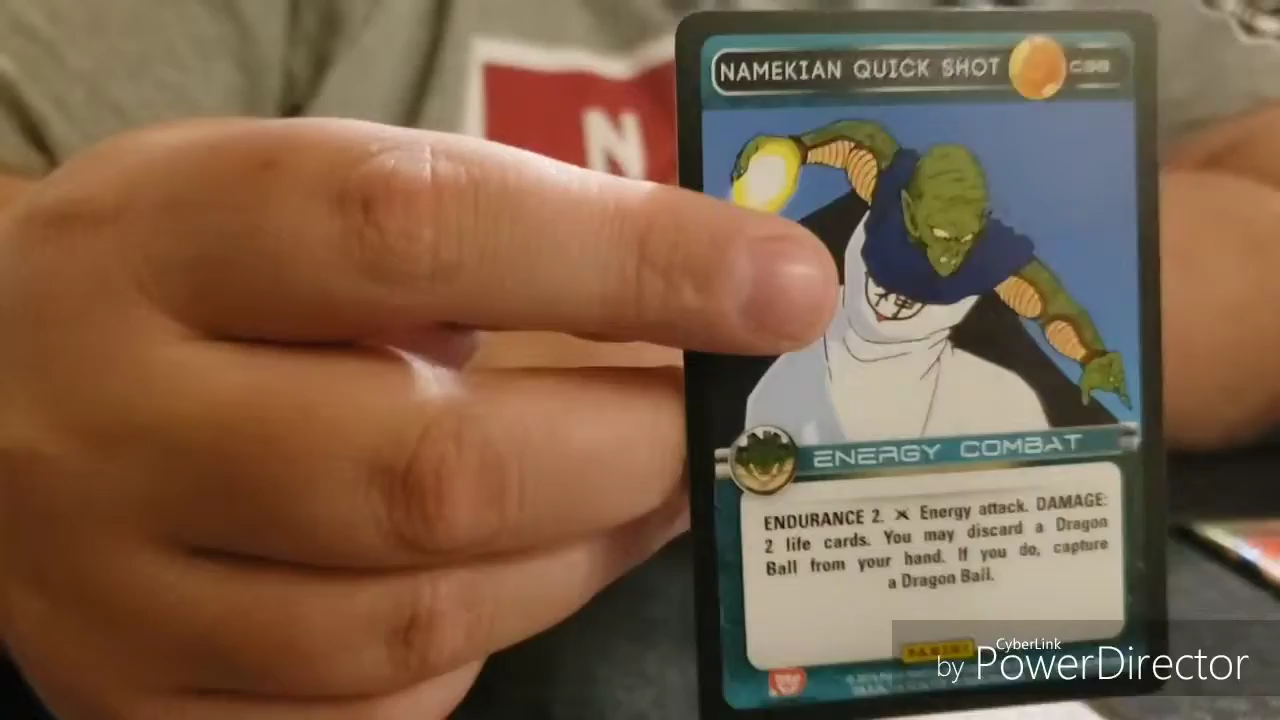 NAMEKIAN QUICK SHOT
N
神
ENERGY COMBAT
ENDURANCE 2. Energy attack. DAMAGE:
2 life cards. You may discard a Dragon
Ball from your hand. If you do, capture
a Dragon Ball.
PANINI
CyberLink
by PowerDirector